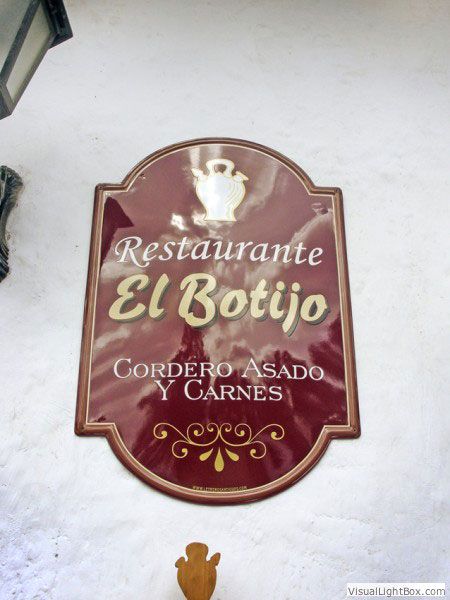 Restaurante
El Botijo
Cordero Asado
y Carnes
VisualLightBox.com